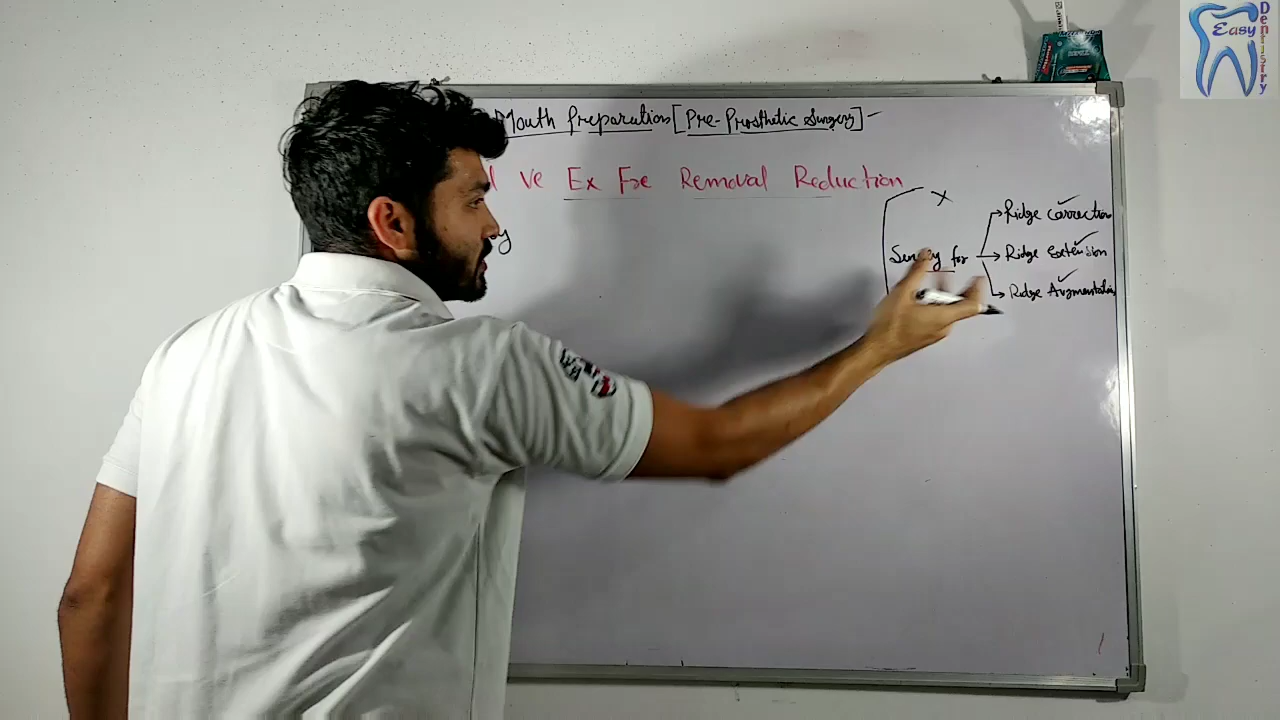 Mouth Preparation [Pre-Prosthetic Surgery] -
ve Ex Fre Removal Reduction
x
Surgery for
→ Ridge Correction ✓
→ Ridge Extension ✓
→ Ridge Augmentation ✓
Easy
Dentistry